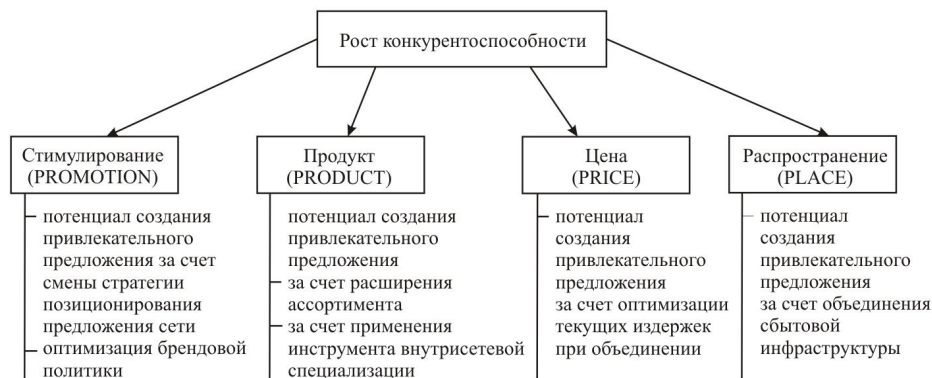 Рост конкурентоспособности
Стимулирование
(PROMOTION)
потенциал создания
привлекательного
предложения за счет
смены стратегии
позиционирования
предложения сети
оптимизация брендовой
политики
Продукт
(PRODUCT)
потенциал создания
привлекательного
предложения
за счет расширения
ассортимента
за счет применения
инструмента внутрисетевой
специализации
Цена
(PRICE)
потенциал
создания
привлекательного
предложения
за счет оптимизации
текущих издержек
при объединении
Распространение
(PLACE)
потенциал
создания
привлекательного
предложения
за счет объединения
сбытовой
инфраструктуры